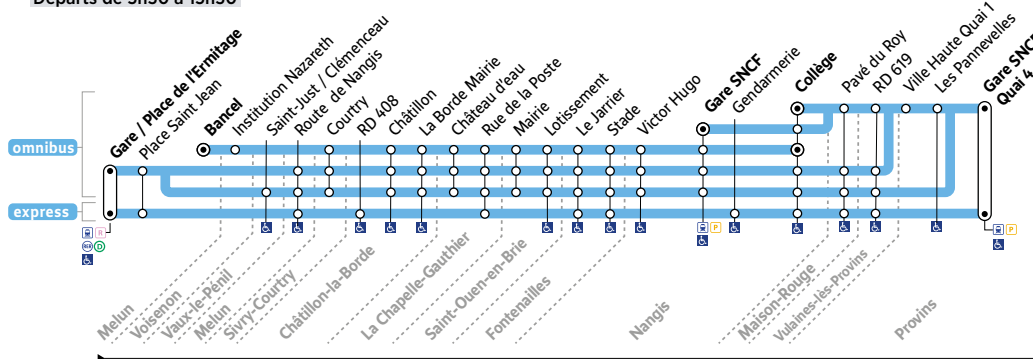 Départs de 5h30 à 13h30
omnibus
express
Gare / Place de l'Ermitage
Place Saint Jean
Bancel
Institution Nazareth
Saint-Just / Clémenceau
Route de Nangis
Courtry
RD 408
Châtillon
La Borde Mairie
Château d'eau
Rue de la Poste
Mairie
Lotissement
Le Jarrier
Stade
Victor Hugo
Gare SNCF
Gendarmerie
Collège
Pavé du Roy
RD 619
Ville Haute Quai 1
Les Pannevelles
Gare SNCF
Quai 4
R
RER D
P
P
Melun
Voisenon
Vaux-le-Pénil
Melun
Sivry-Courtry
Châtillon-la-Borde
La Chapelle-Gauthier
Saint-Ouen-en-Brie
Fontenailles
Nangis
Maison-Rouge
Vulaines-lès-Provins
Provins